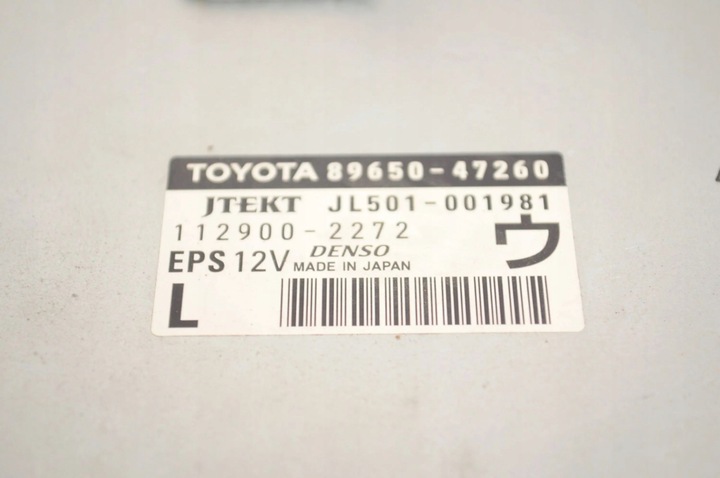 TOYOTA 89650-47260
JTEKT JL501-001981
112900-2272
ウ
EPS 12V DENSO MADE IN JAPAN
L